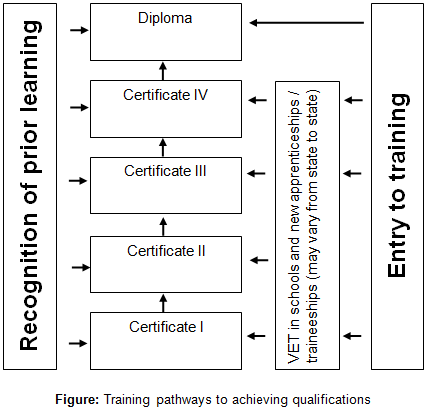 Recognition of prior learning
Diploma
Certificate IV
Certificate III
Certificate II
Certificate I
VET in schools and new apprenticeships /
traineeships (may vary from state to state)
Entry to training
Figure: Training pathways to achieving qualifications